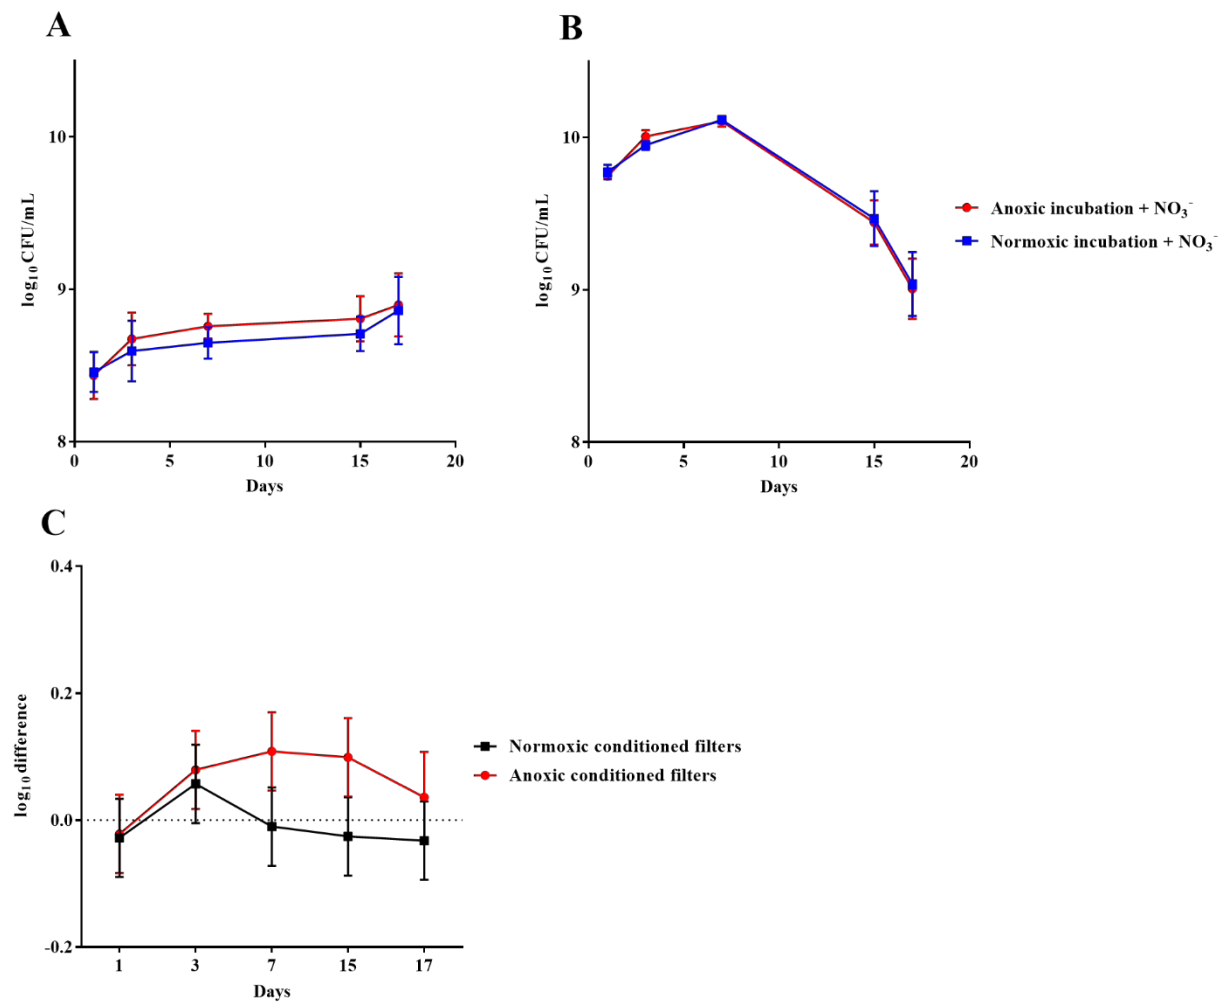 A
log₁₀ CFU/mL
10
9
8
0 5 10 15 20
Days
B
log₁₀ CFU/mL
10
9
8
0 5 10 15 20
Days
Anoxic incubation + NO₃⁻
Normoxic incubation + NO₃⁻
C
log₁₀ difference
0.4
0.2
0.0
-0.2
1 3 7 15 17
Days
Normoxic conditioned filters
Anoxic conditioned filters